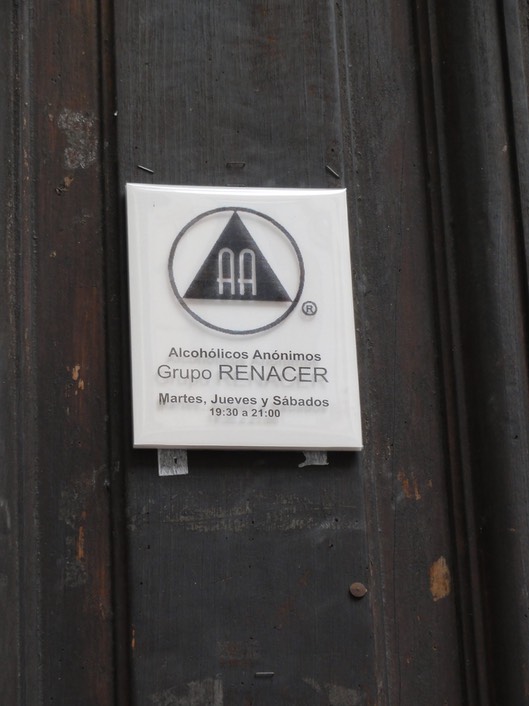 AA
®
Alcohólicos Anónimos
Grupo RENACER
Martes, Jueves y Sábados
19:30 a 21:00